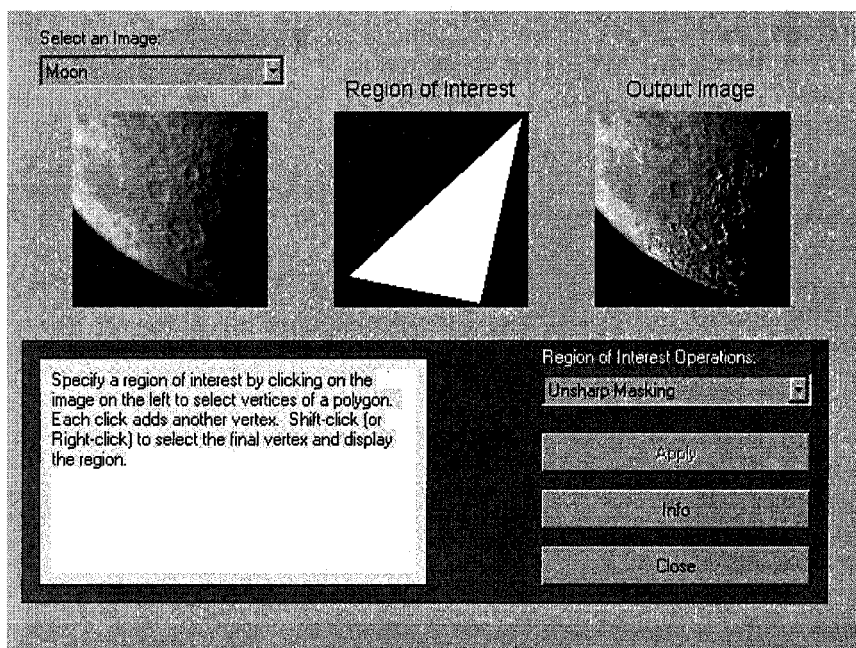 Select an Image:
Moon
Region of Interest
Output Image
Specify a region of interest by clicking on the
image on the left to select vertices of a polygon.
Each click adds another vertex. Shift-click (or
Right-click) to select the final vertex and display
the region.
Region of Interest Operations:
Unsharp Masking
Apply
Info
Close